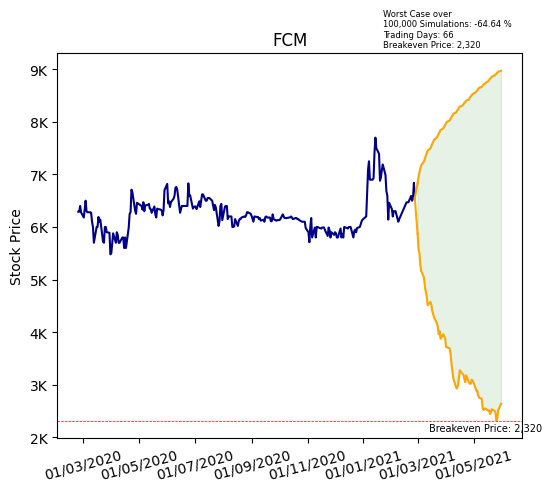 Worst Case over
100,000 Simulations: -64.64 %
Trading Days: 66
Breakeven Price: 2,320
FCM
9K
8K
7K
6K
5K
4K
3K
2K
Stock Price
Breakeven Price: 2,320
01/03/2020
01/05/2020
01/07/2020
01/09/2020
01/11/2020
01/01/2021
01/03/2021
01/05/2021